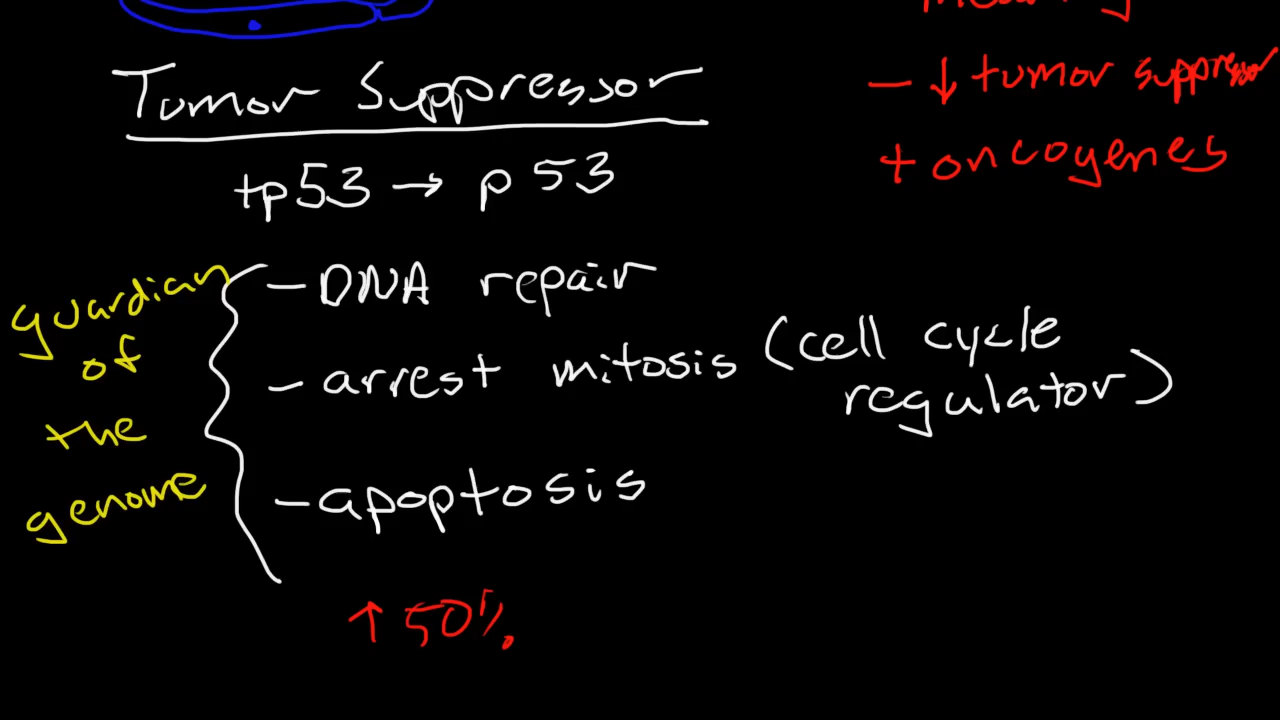 Tumor Suppressor
tp53 → p53
- DNA repair
- arrest mitosis (cell cycle
regulator)
- apoptosis
↑ 50%
guardian
of
the
genome
- ↓ tumor suppressor
+ oncogenes